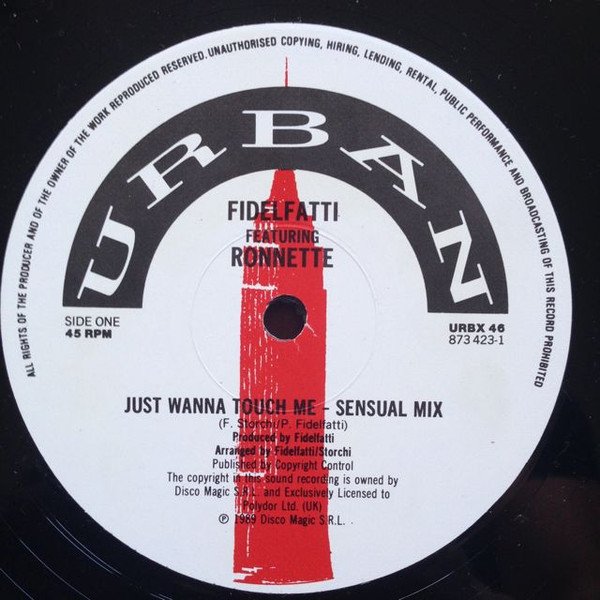 ALL RIGHTS OF THE PRODUCER AND OF THE OWNER OF THE WORK REPRODUCED RESERVED. UNAUTHORISED COPYING, HIRING, LENDING, RENTAL, PUBLIC PERFORMANCE AND BROADCASTING OF THIS RECORD PROHIBITED
URBAN
FIDELFATTI
FEATURING
RONNETTE
SIDE ONE
45 RPM
URBX 46
873 423-1
JUST WANNA TOUCH ME - SENSUAL MIX
(F. Storchi/P. Fidelfatti)
Produced by Fidelfatti
Arranged by Fidelfatti/Storchi
Published by Copyright Control
The copyright in this sound recording is owned by
Disco Magic S.R.L. and Exclusively Licensed to
Polydor Ltd. (UK)
℗ 1989 Disco Magic S.R.L.